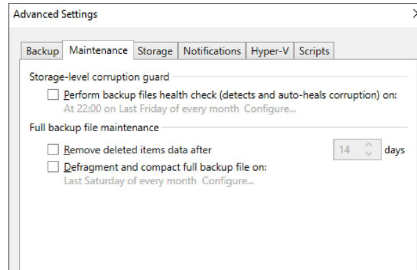 Advanced Settings
Backup Maintenance Storage Notifications Hyper-V Scripts
Storage-level corruption guard
Perform backup files health check (detects and auto-heals corruption) on:
At 22:00 on Last Friday of every month Configure...
Full backup file maintenance
Remove deleted items data after 14 days
Defragment and compact full backup file on:
Last Saturday of every month Configure...